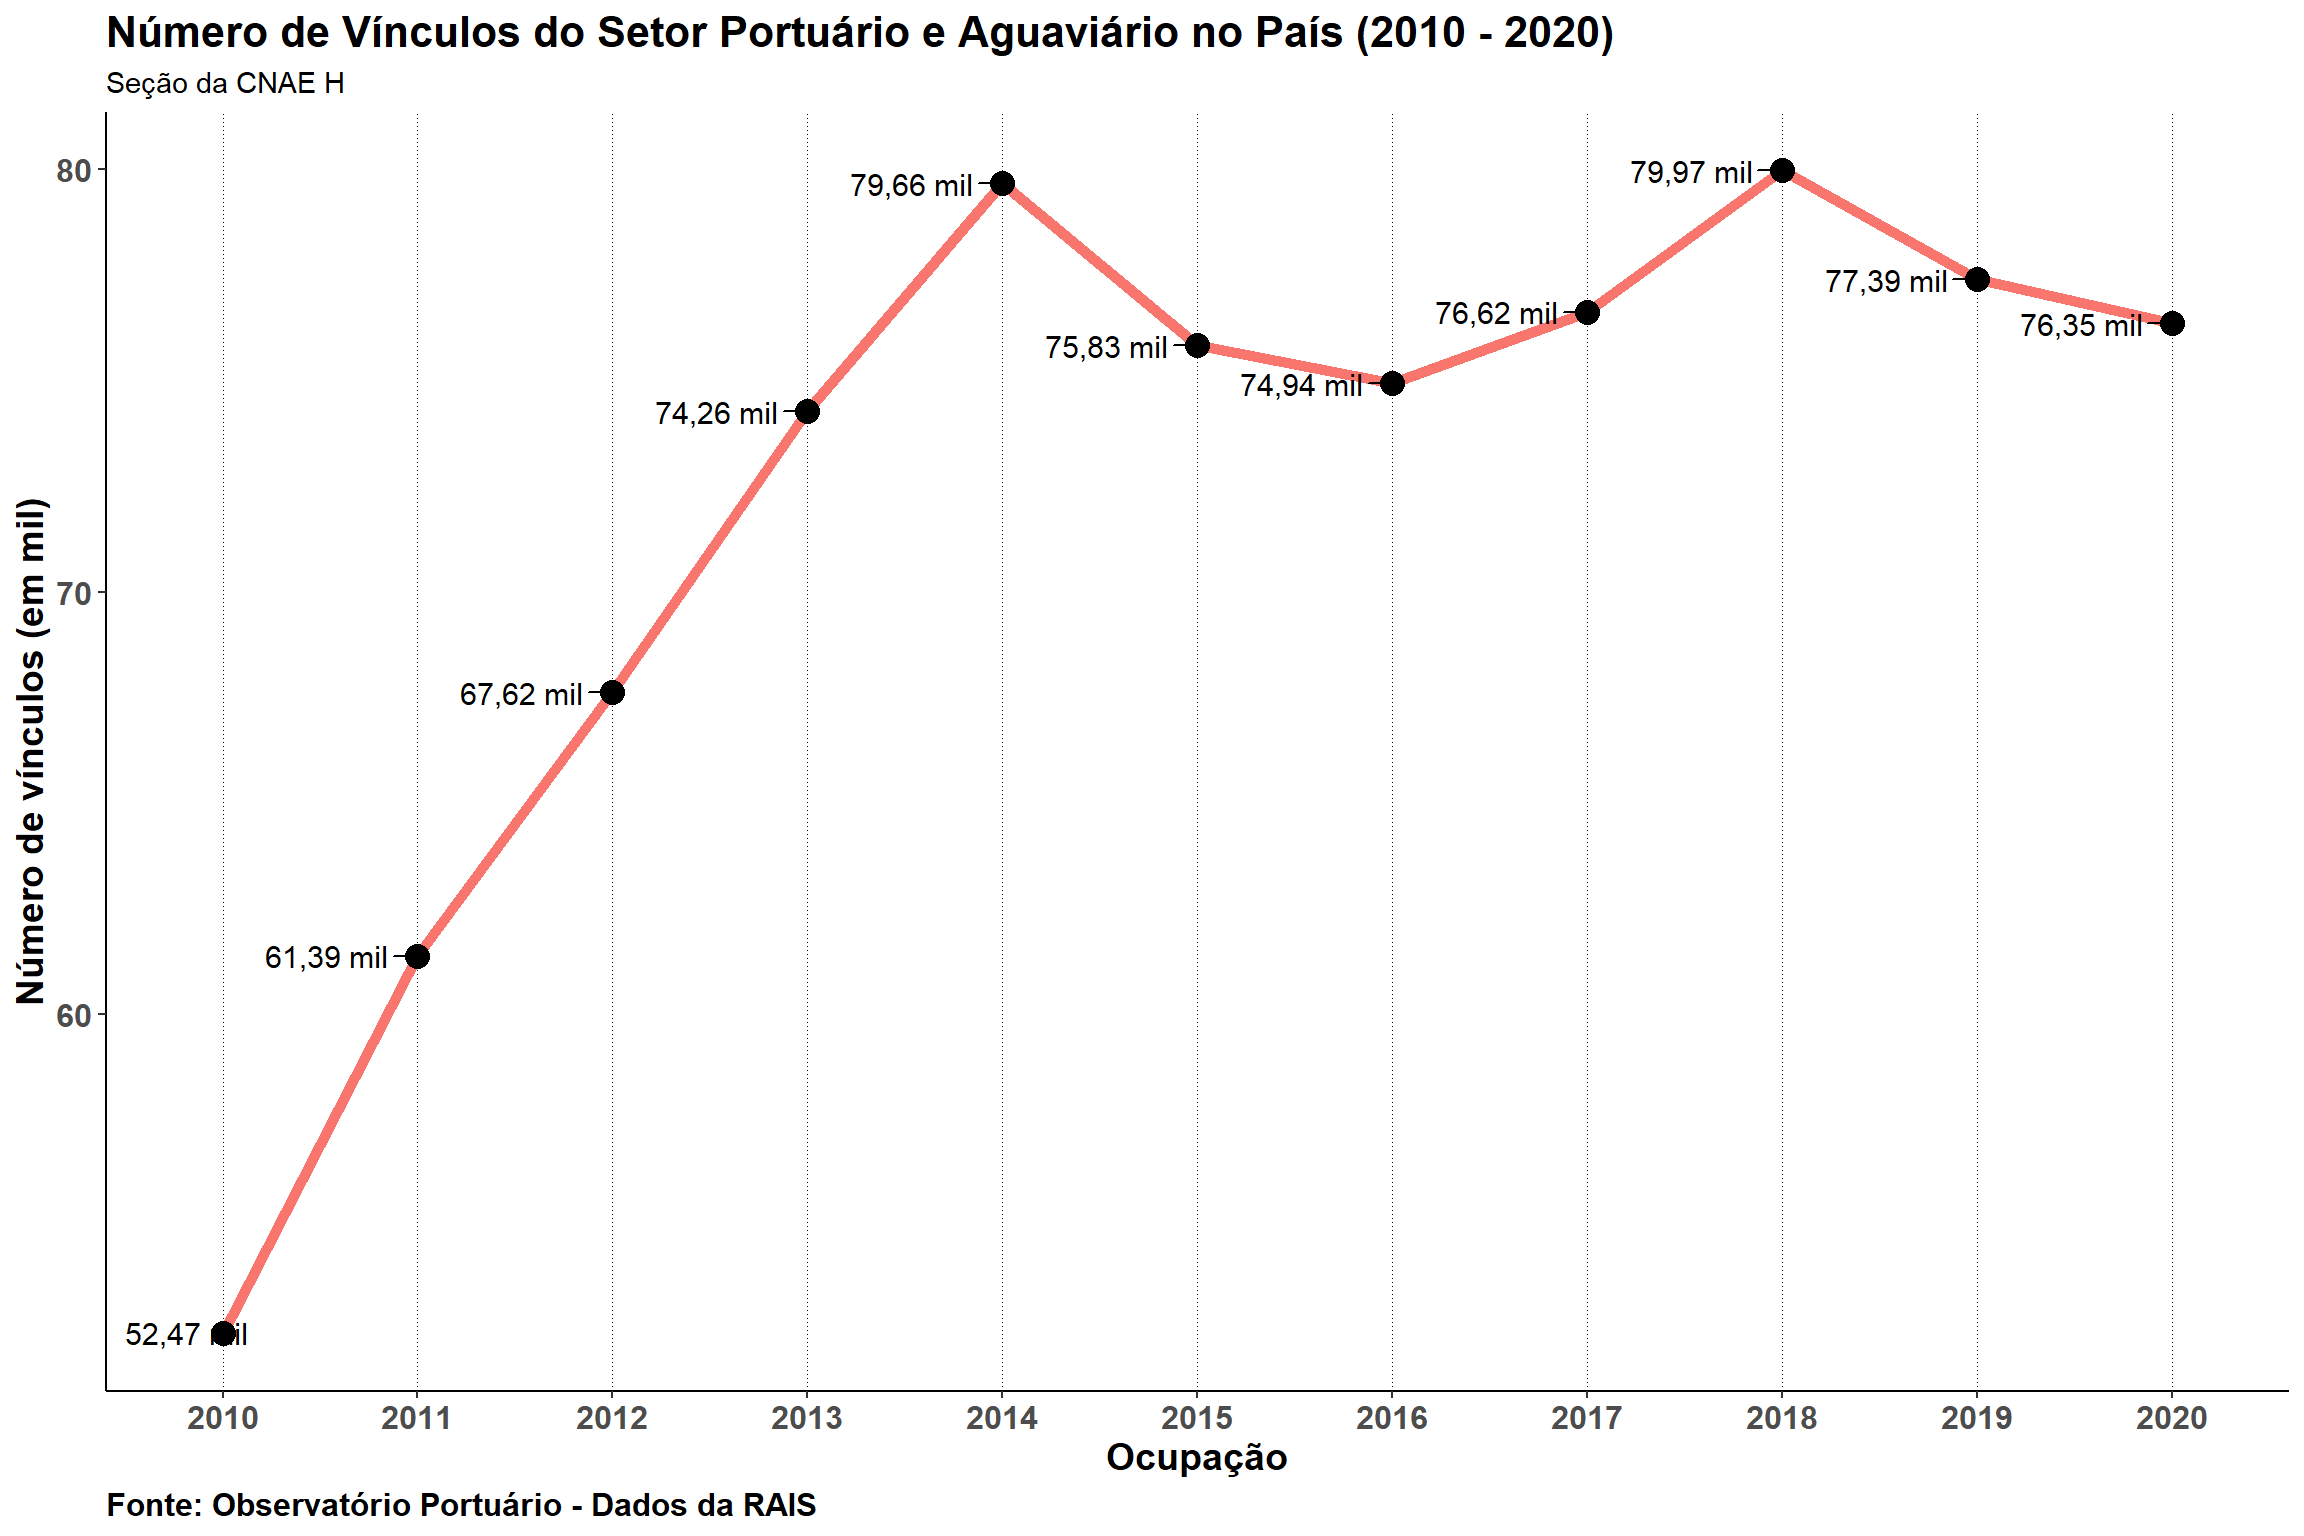 Número de Vínculos do Setor Portuário e Aguaviário no País (2010 - 2020)
Seção da CNAE H
Número de vínculos (em mil)
80
70
60
79,97 mil
79,66 mil
77,39 mil
76,62 mil
76,35 mil
75,83 mil
74,94 mil
74,26 mil
67,62 mil
61,39 mil
52,47 mil
2010 2011 2012 2013 2014 2015 2016 2017 2018 2019 2020
Ocupação
Fonte: Observatório Portuário - Dados da RAIS